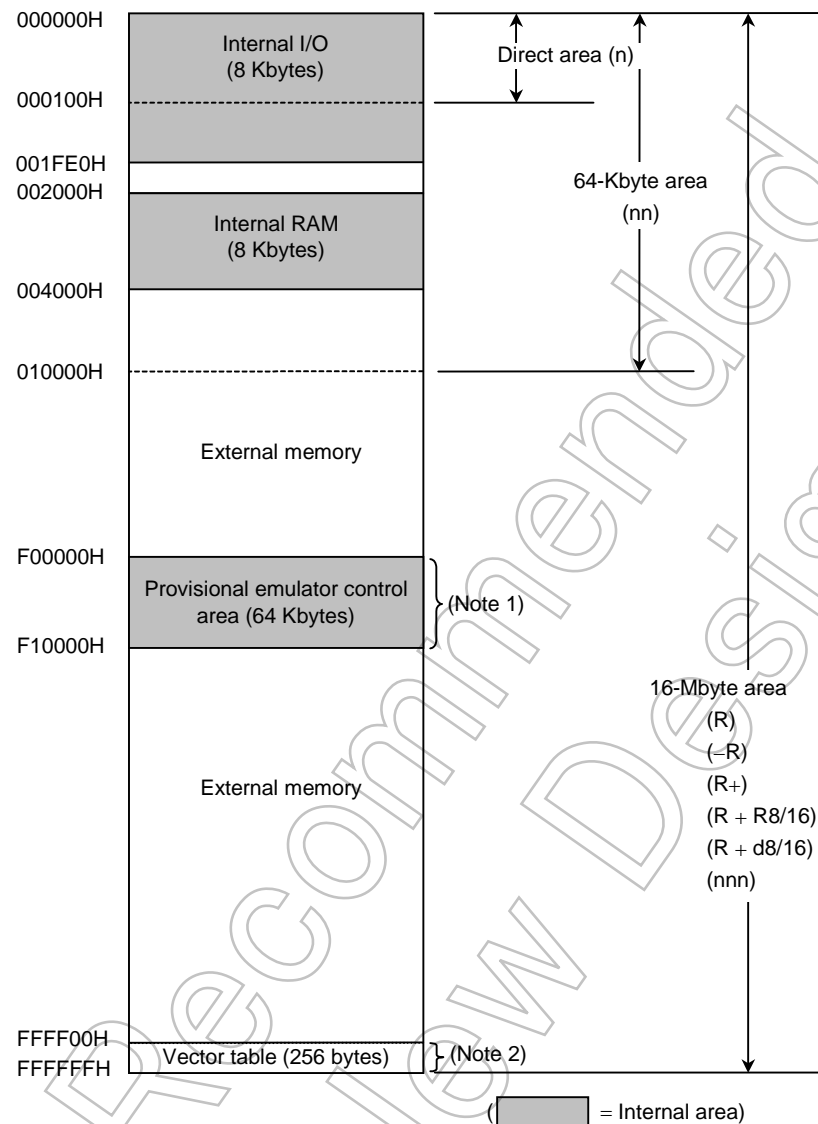 000000H
Internal I/O
(8 Kbytes)
Direct area (n)
000100H
001FE0H
002000H
64-Kbyte area
(nn)
Internal RAM
(8 Kbytes)
004000H
010000H
External memory
F00000H
Provisional emulator control
area (64 Kbytes)
(Note 1)
F10000H
16-Mbyte area
(R)
(−R)
(R+)
(R + R8/16)
(R + d8/16)
(nnn)
External memory
FFFF00H
Vector table (256 bytes)
(Note 2)
FFFFFFH
( = Internal area)
Recommended